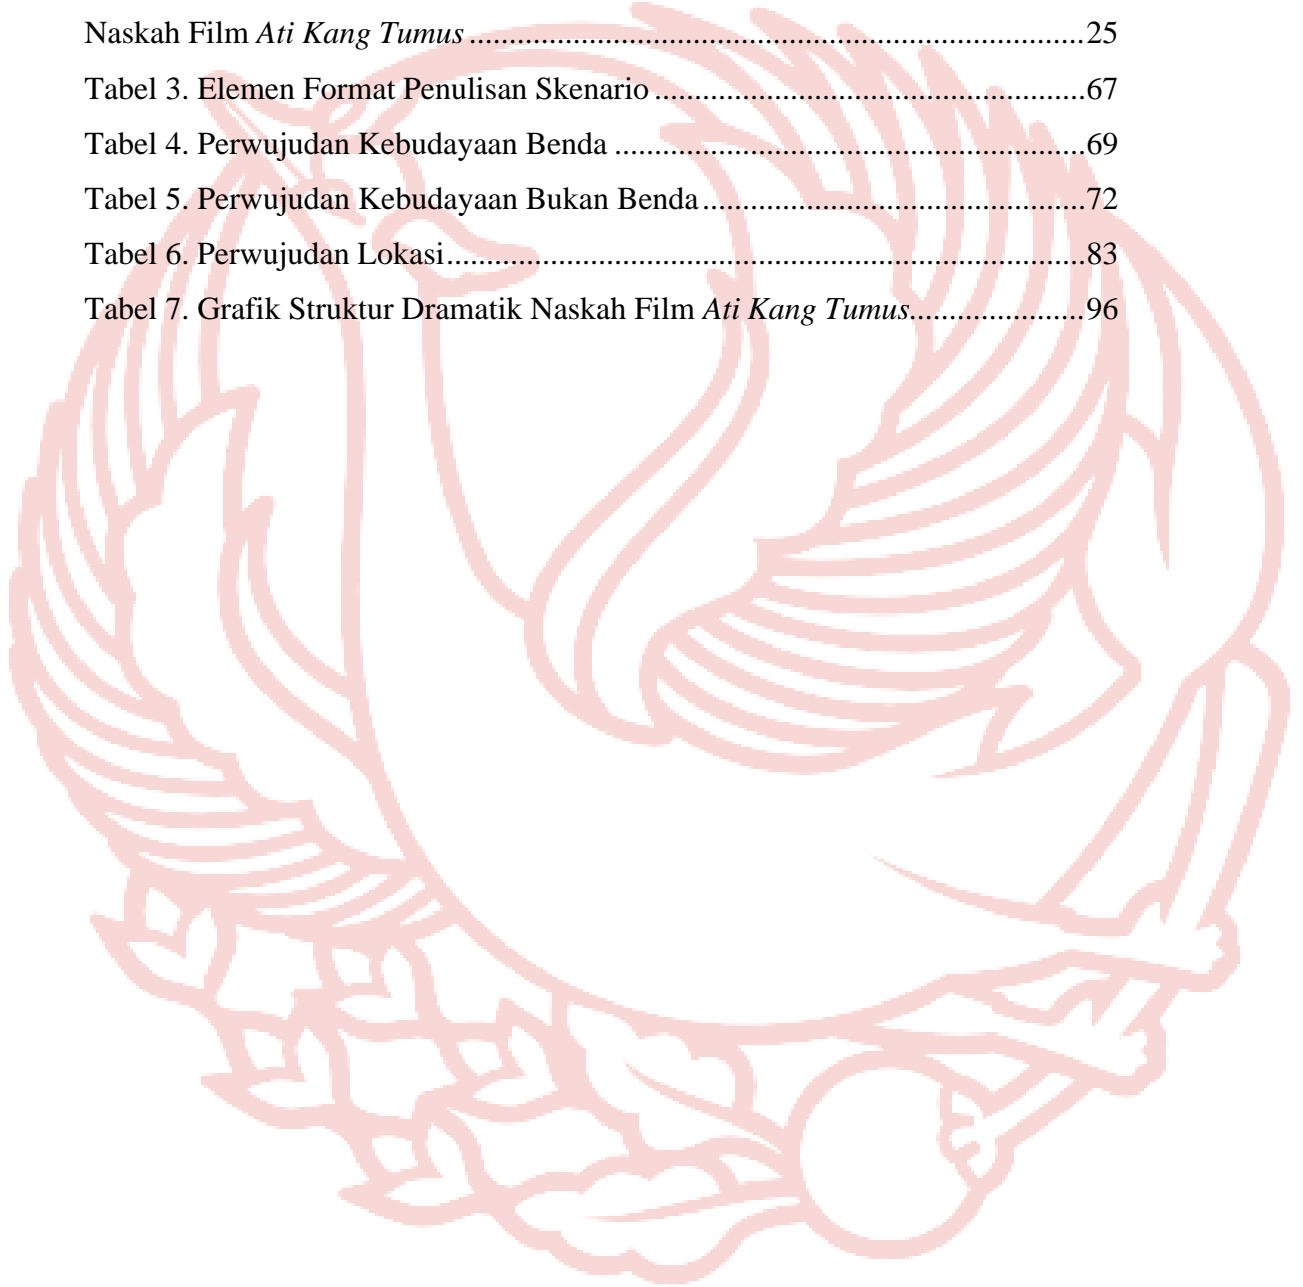 Naskah Film Ati Kang Tumus ............................................................................. 25
Tabel 3. Elemen Format Penulisan Skenario ...................................................... 67
Tabel 4. Perwujudan Kebudayaan Benda ........................................................... 69
Tabel 5. Perwujudan Kebudayaan Bukan Benda ................................................ 72
Tabel 6. Perwujudan Lokasi ................................................................................ 83
Tabel 7. Grafik Struktur Dramatik Naskah Film Ati Kang Tumus ...................... 96